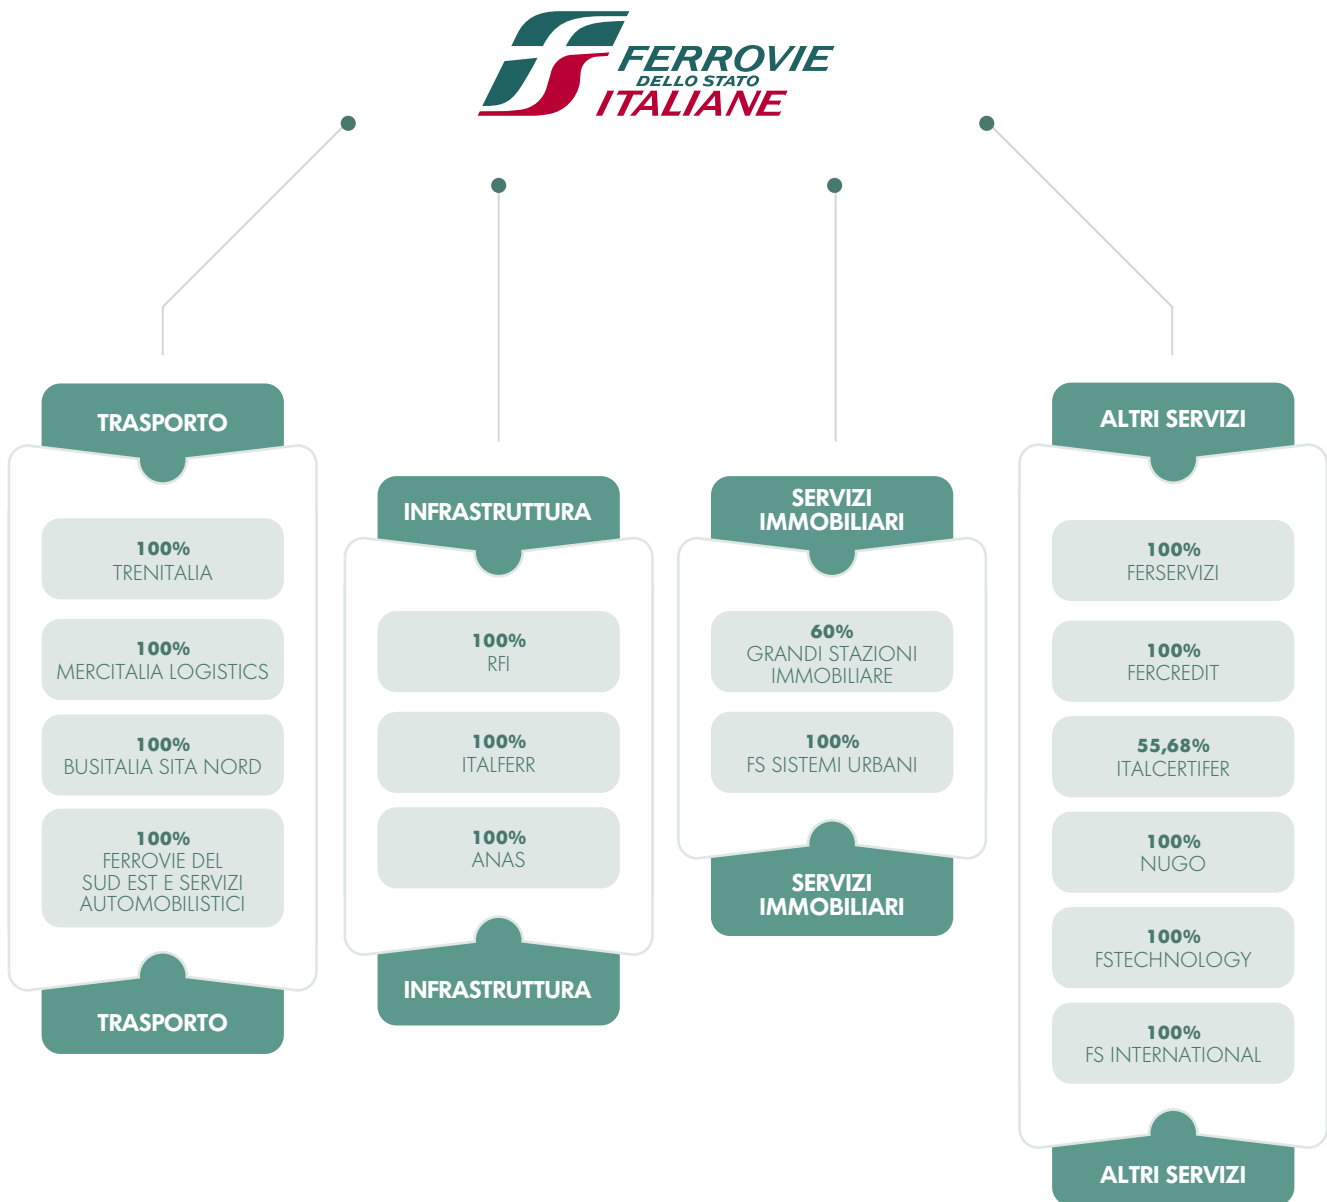 FERROVIE
DELLO STATO
ITALIANE
TRASPORTO
100%
TRENITALIA
100%
MERCITALIA LOGISTICS
100%
BUSITALIA SITA NORD
100%
FERROVIE DEL
SUD EST E SERVIZI
AUTOMOBILISTICI
TRASPORTO
INFRASTRUTTURA
100%
RFI
100%
ITALFERR
100%
ANAS
INFRASTRUTTURA
SERVIZI
IMMOBILIARI
60%
GRANDI STAZIONI
IMMOBILIARE
100%
FS SISTEMI URBANI
SERVIZI
IMMOBILIARI
ALTRI SERVIZI
100%
FERSERVIZI
100%
FERCREDIT
55,68%
ITALCERTIFER
100%
NUGO
100%
FSTECHNOLOGY
100%
FS INTERNATIONAL
ALTRI SERVIZI